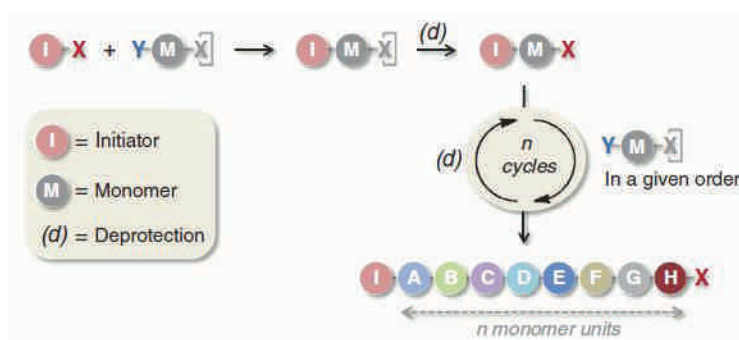 I-X + Y-M-X → I-M-X (d) → I-M-X
I = Initiator
M = Monomer
(d) = Deprotection
(d) n cycles
Y-M-X
In a given order
I-A-B-C-D-E-F-G-H-X
n monomer units